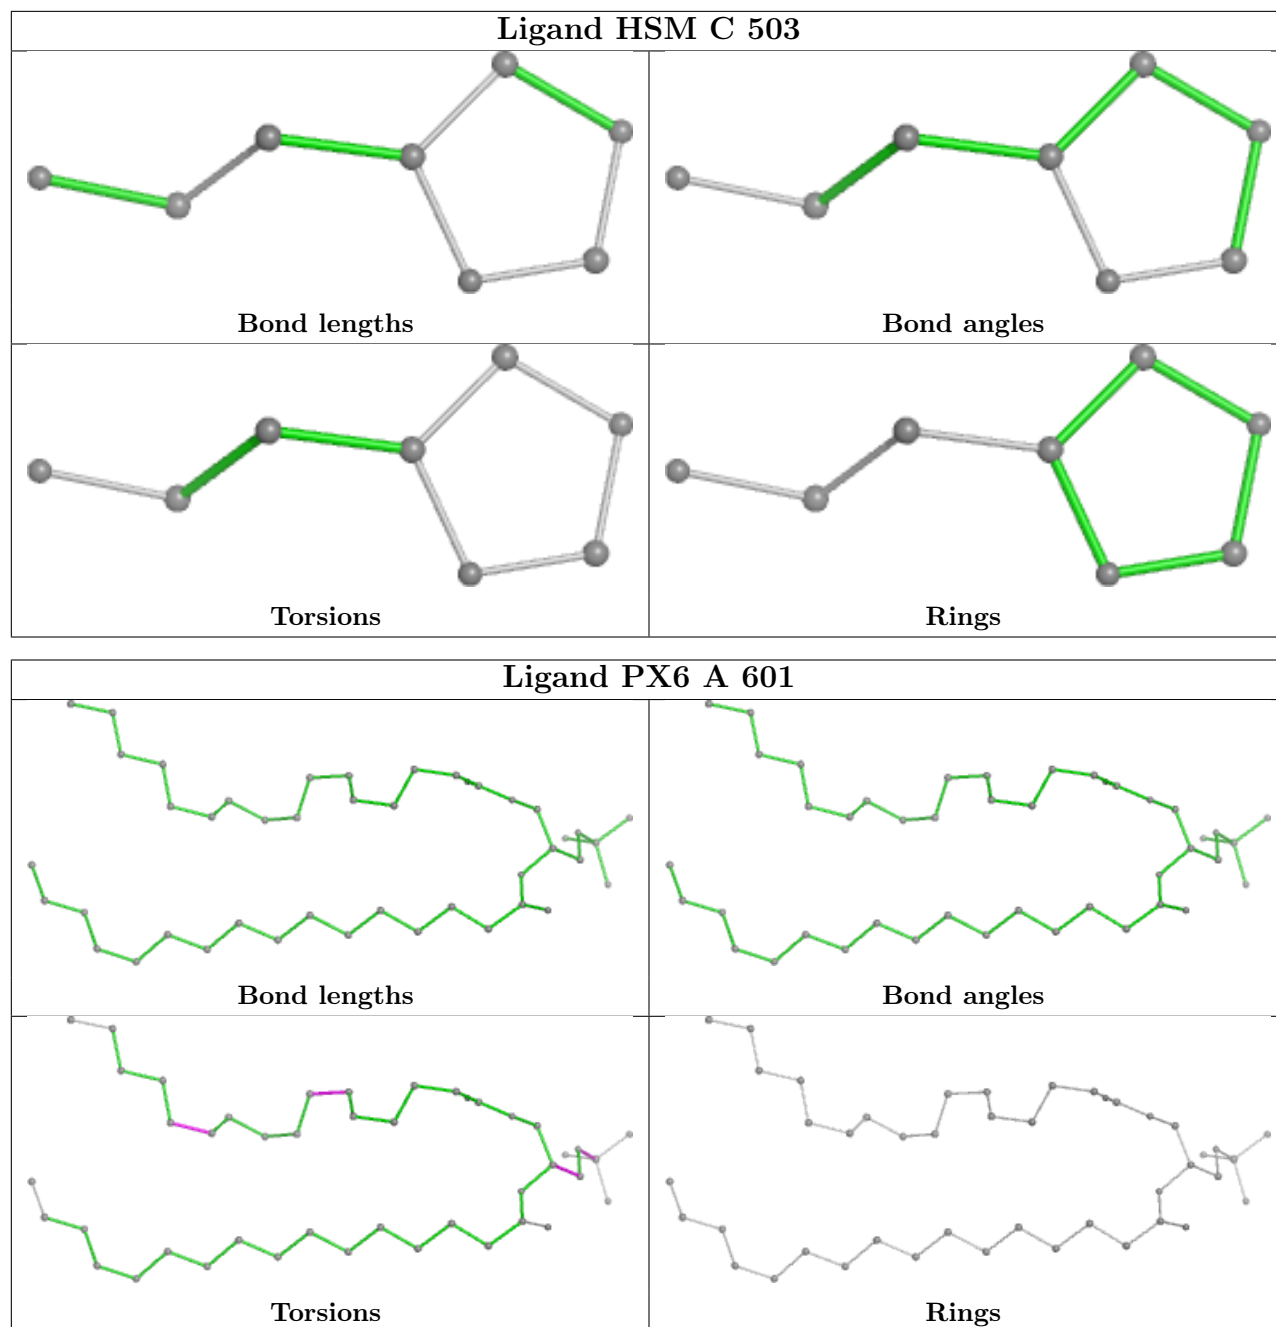 Ligand HSM C 503
Bond lengths
Bond angles
Torsions
Rings
Ligand PX6 A 601
Bond lengths
Bond angles
Torsions
Rings